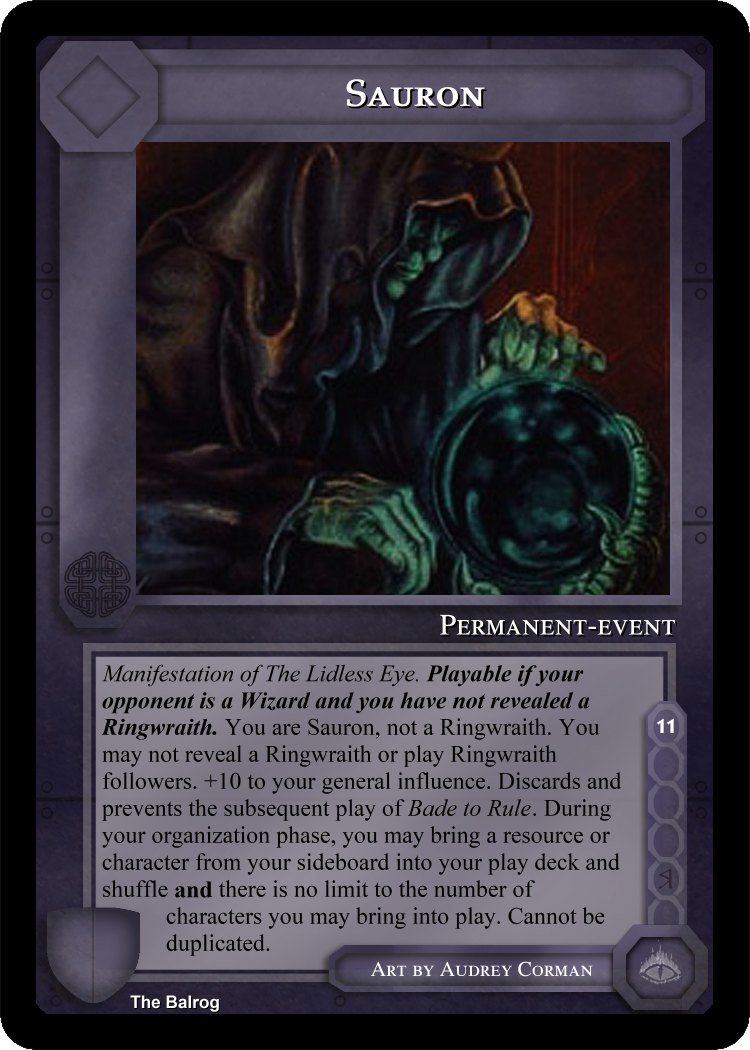 Sauron
Permanent-event
Manifestation of The Lidless Eye. Playable if your
opponent is a Wizard and you have not revealed a
Ringwraith. You are Sauron, not a Ringwraith. You
may not reveal a Ringwraith or play Ringwraith
followers. +10 to your general influence. Discards and
prevents the subsequent play of Bade to Rule. During
your organization phase, you may bring a resource or
character from your sideboard into your play deck and
shuffle and there is no limit to the number of
characters you may bring into play. Cannot be
duplicated.
11
Art by Audrey Corman
The Balrog